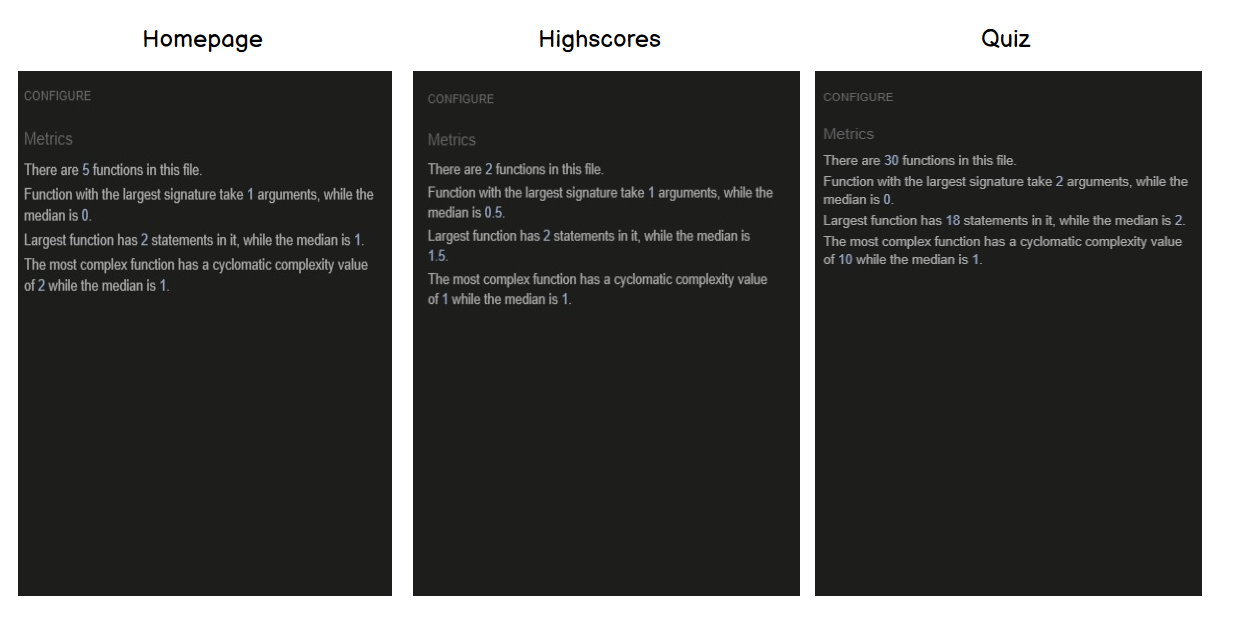 Homepage
CONFIGURE
Metrics
There are 5 functions in this file.
Function with the largest signature take 1 arguments, while the
median is 0.
Largest function has 2 statements in it, while the median is 1.
The most complex function has a cyclomatic complexity value
of 2 while the median is 1.
Highscores
CONFIGURE
Metrics
There are 2 functions in this file.
Function with the largest signature take 1 arguments, while the
median is 0.5.
Largest function has 2 statements in it, while the median is
1.5.
The most complex function has a cyclomatic complexity value
of 1 while the median is 1.
Quiz
CONFIGURE
Metrics
There are 30 functions in this file.
Function with the largest signature take 2 arguments, while the
median is 0.
Largest function has 18 statements in it, while the median is 2.
The most complex function has a cyclomatic complexity value
of 10 while the median is 1.